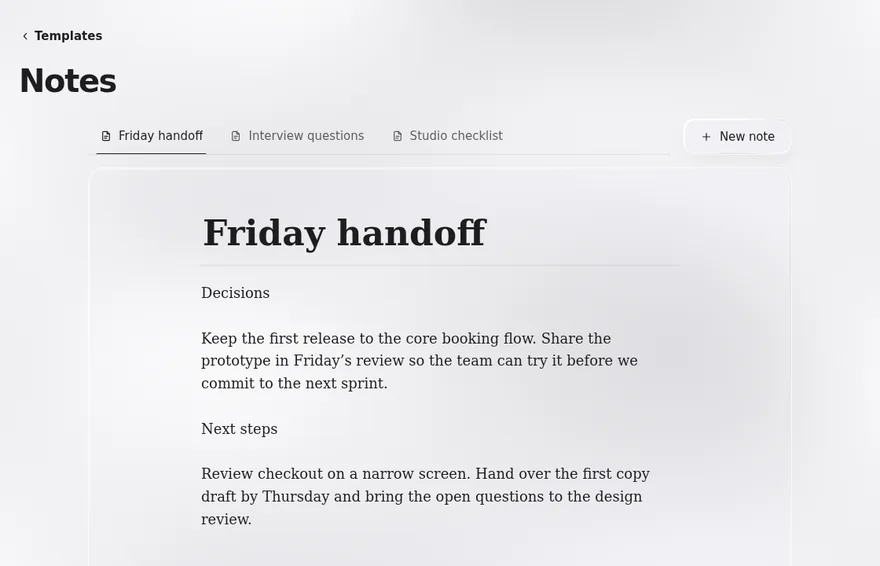 Templates
Notes
Friday handoff
Interview questions
Studio checklist
New note
Friday handoff
Decisions
Keep the first release to the core booking flow. Share the
prototype in Friday’s review so the team can try it before we
commit to the next sprint.
Next steps
Review checkout on a narrow screen. Hand over the first copy
draft by Thursday and bring the open questions to the design
review.